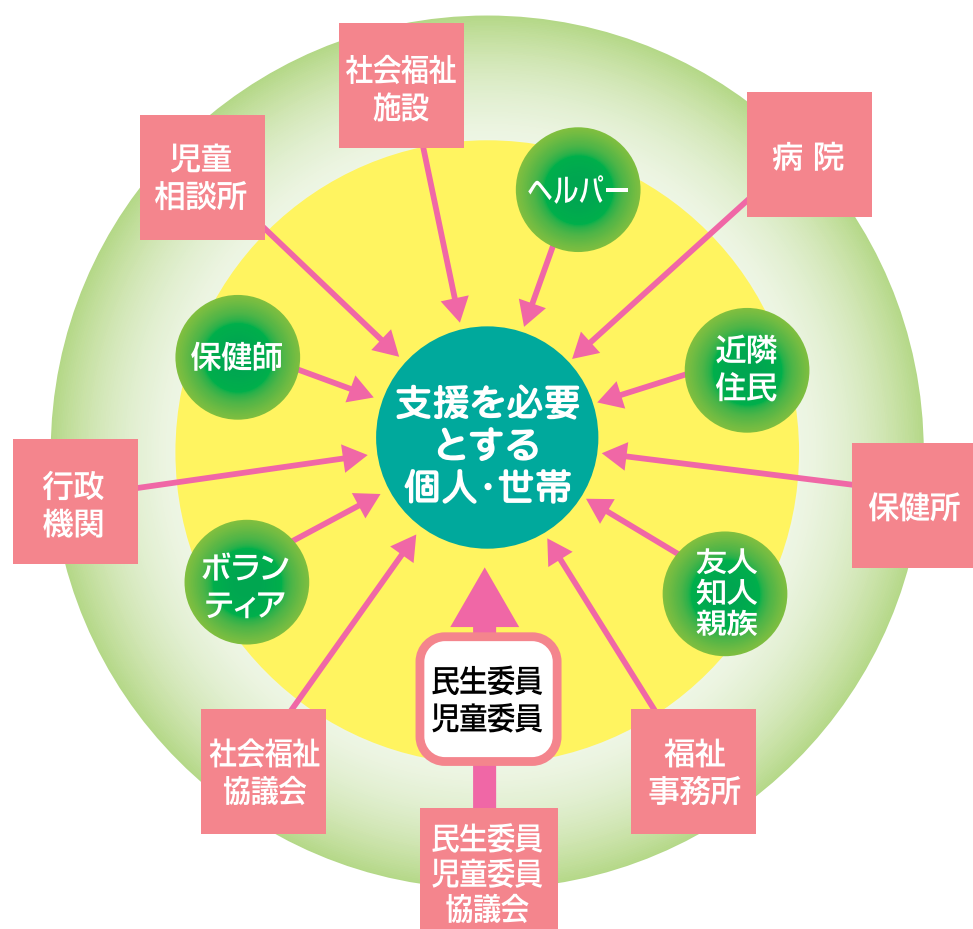 社会福祉
施設
病 院
児童
相談所
ヘルパー
保健師
近隣
住民
支援を必要
とする
個人・世帯
行政
機関
保健所
ボラン
ティア
友人
知人
親族
民生委員
児童委員
社会福祉
協議会
福祉
事務所
民生委員
児童委員
協議会